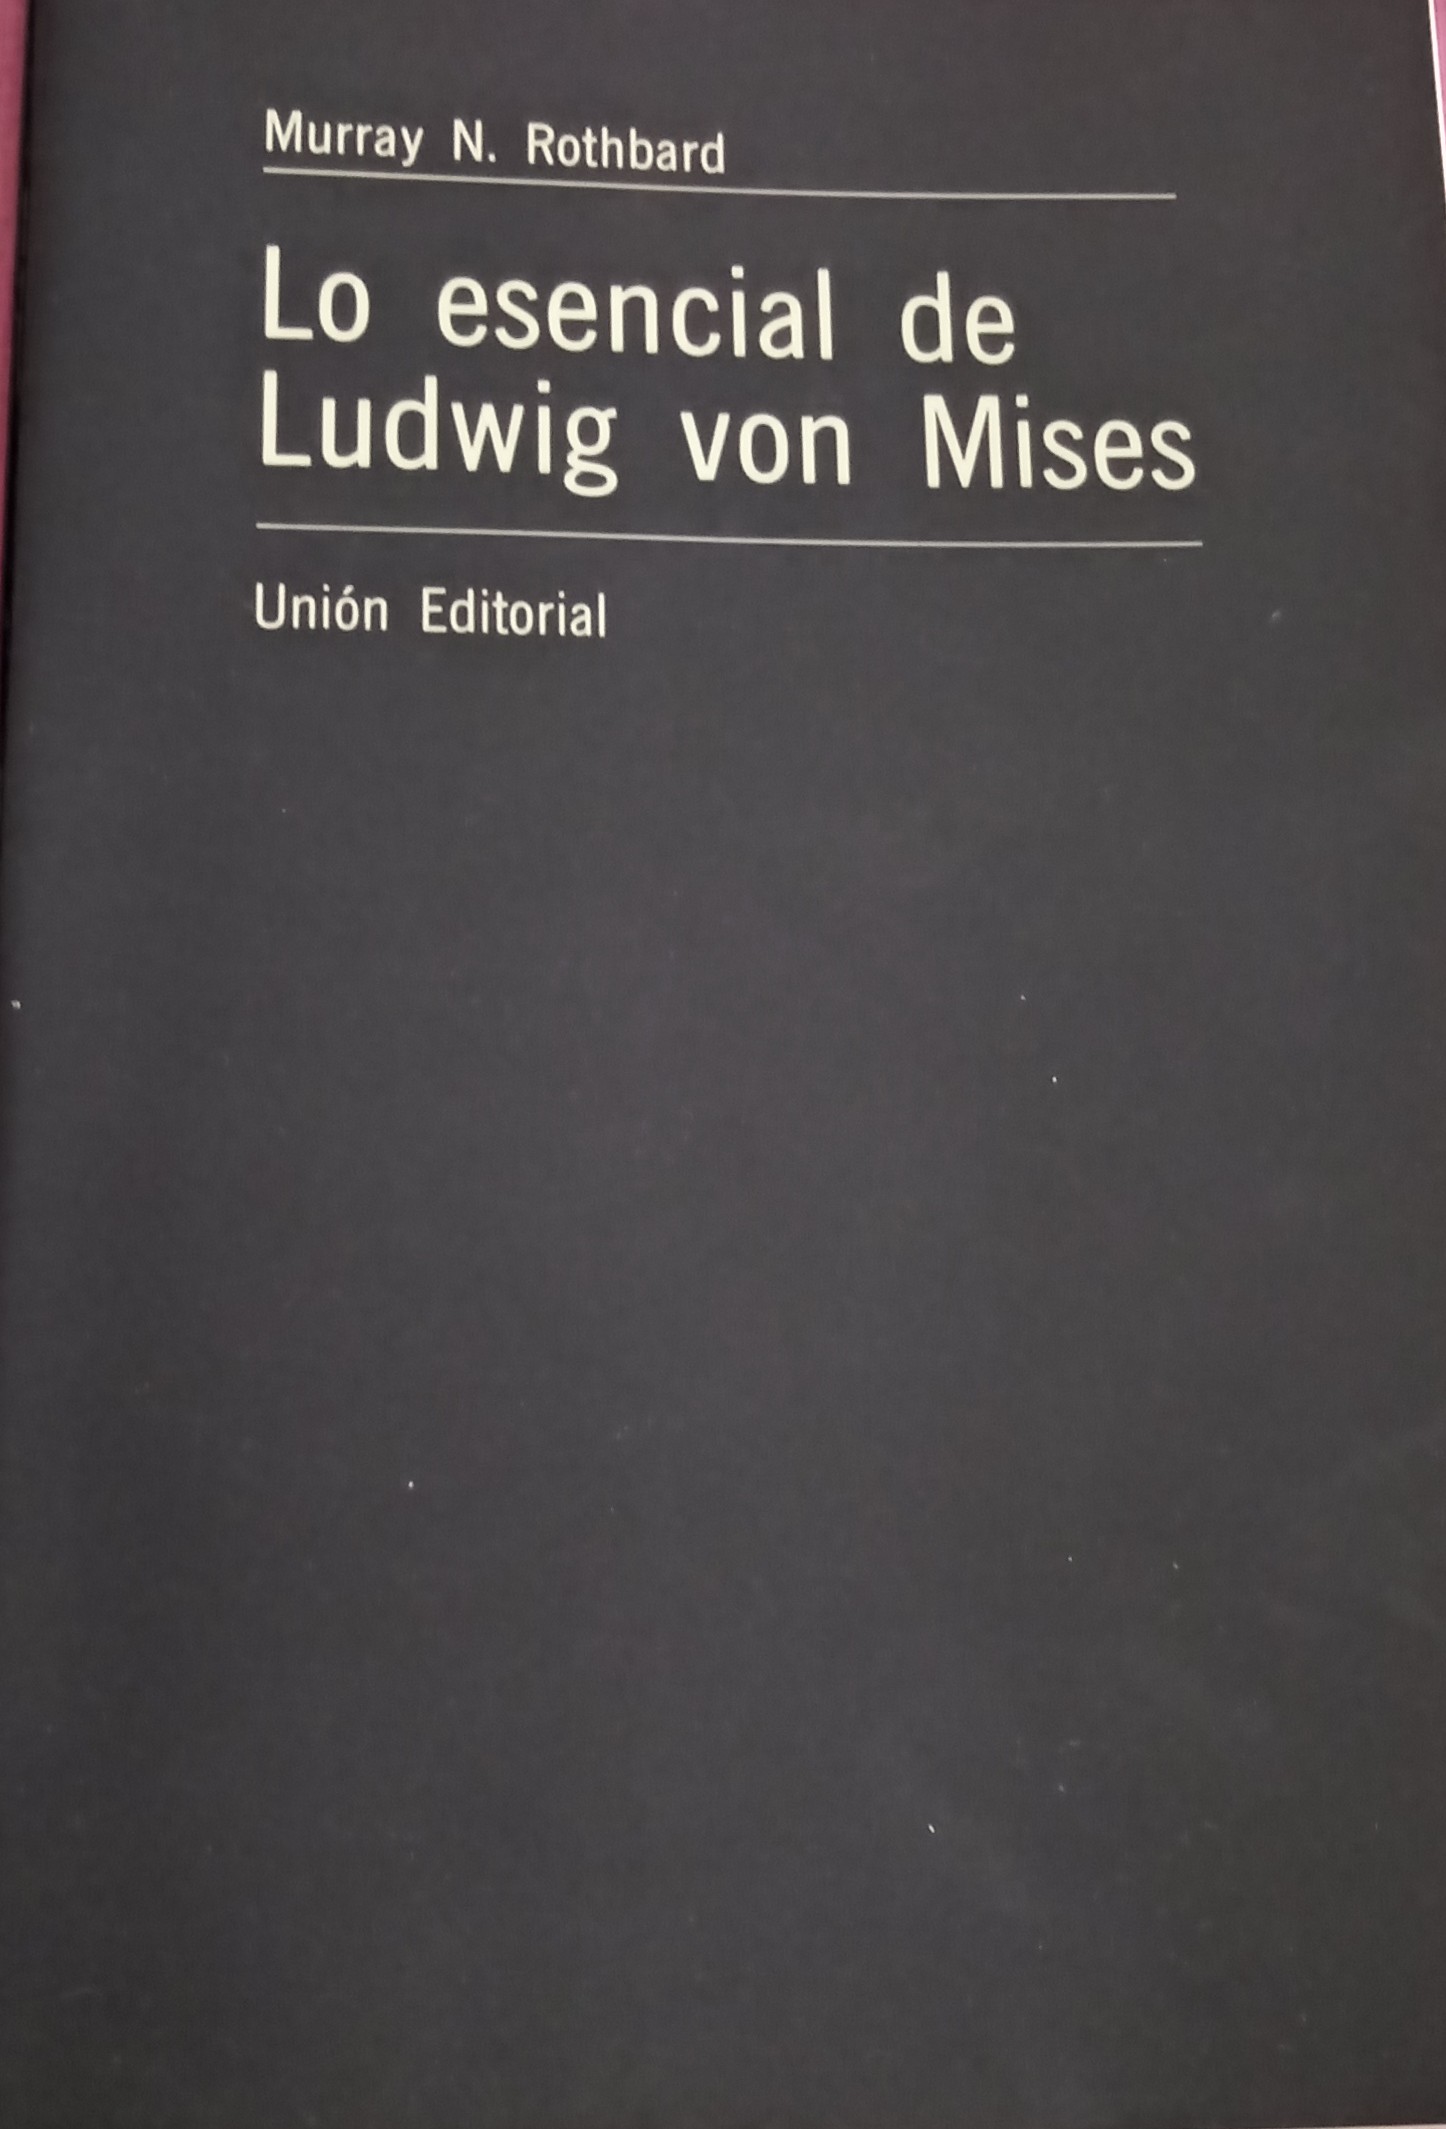 Murray N. Rothbard
Lo esencial de
Ludwig von Mises
Unión Editorial